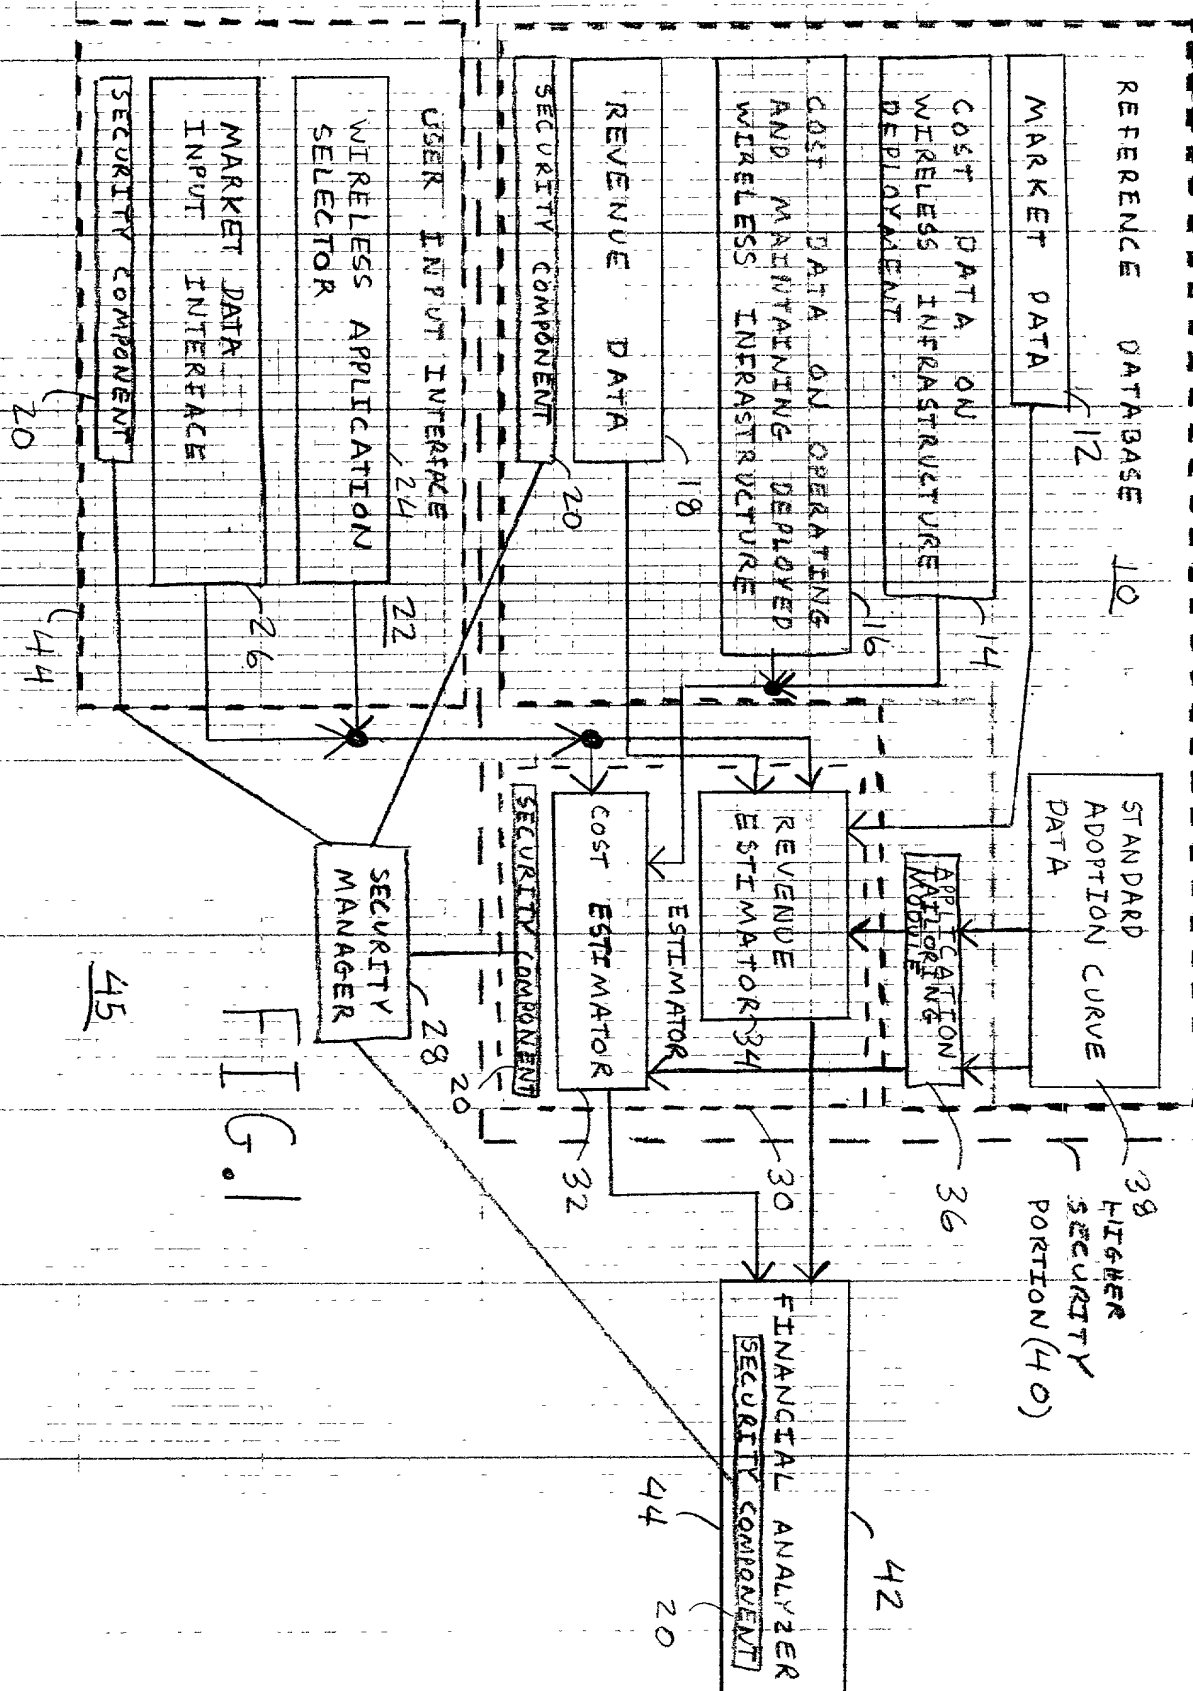 REFERENCE DATABASE 10
MARKET DATA
12
COST DATA ON
WIRELESS INFRASTRUCTURE
DEPLOYMENT
14
COST DATA ON OPERATING
AND MAINTAINING DEPLOYED
WIRELESS INFRASTRUCTURE
16
REVENUE DATA
18
SECURITY COMPONENT
20
USER INPUT INTERFACE
22
WIRELESS APPLICATION
SELECTOR
24
MARKET DATA
INPUT INTERFACE
26
SECURITY COMPONENT
20
44
STANDARD
ADOPTION CURVE
DATA
38
APPLICATION
TAILORING
MODULE
36
REVENUE
ESTIMATOR 34
ESTIMATOR
30
COST ESTIMATOR
32
SECURITY COMPONENT
20
SECURITY
MANAGER
28
HIGHER
SECURITY
PORTION (40)
FINANCIAL ANALYZER
SECURITY COMPONENT
42
20
44
45
FIG. 1